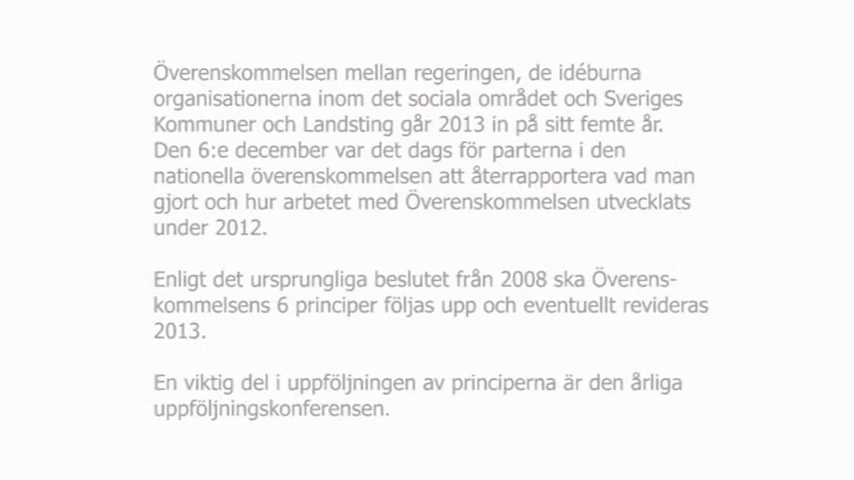 Överenskommelsen mellan regeringen, de idéburna
organisationerna inom det sociala området och Sveriges
Kommuner och Landsting går 2013 in på sitt femte år.
Den 6:e december var det dags för parterna i den
nationella överenskommelsen att återrapportera vad man
gjort och hur arbetet med Överenskommelsen utvecklats
under 2012.
Enligt det ursprungliga beslutet från 2008 ska Överens-
kommelsens 6 principer följas upp och eventuellt revideras
2013.
En viktig del i uppföljningen av principerna är den årliga
uppföljningskonferensen.